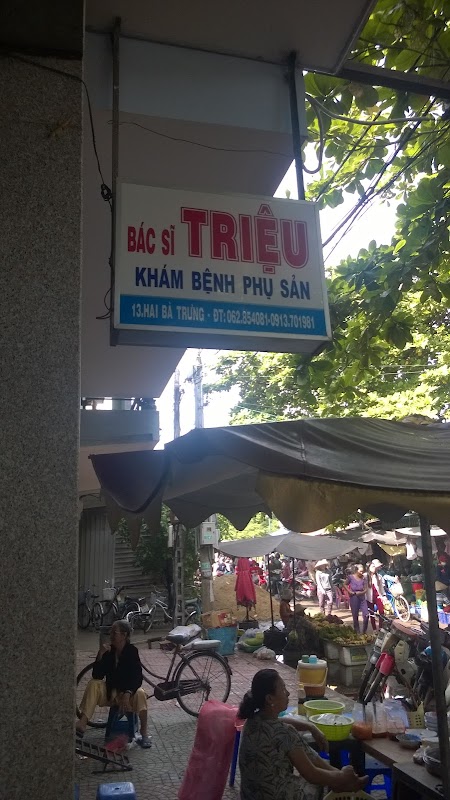 BÁC SĨ TRIỆU
KHÁM BỆNH PHỤ SẢN
13.HAI BÀ TRƯNG - ĐT: 062.854081-0913.701981